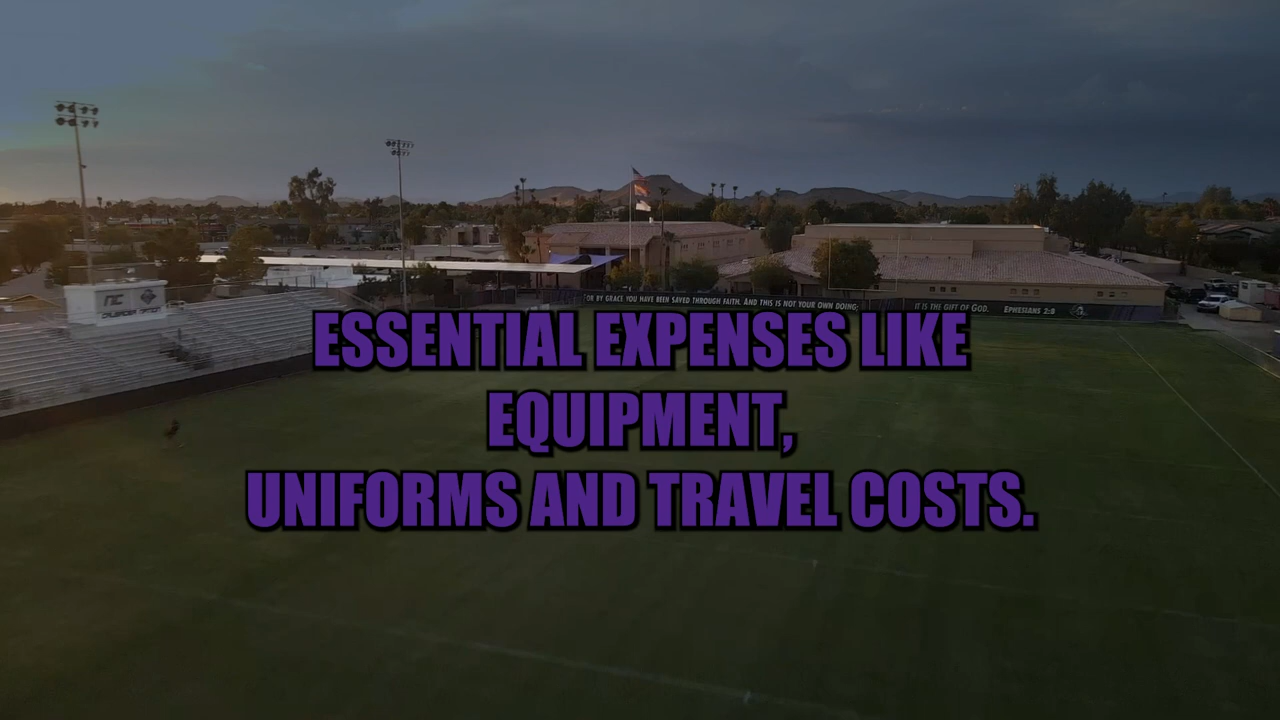 FOR BY GRACE YOU HAVE BEEN SAVED THROUGH FAITH. AND THIS IS NOT YOUR OWN DOING; IT IS THE GIFT OF GOD. EPHESIANS 2:8
NC
ESSENTIAL EXPENSES LIKE
EQUIPMENT,
UNIFORMS AND TRAVEL COSTS.